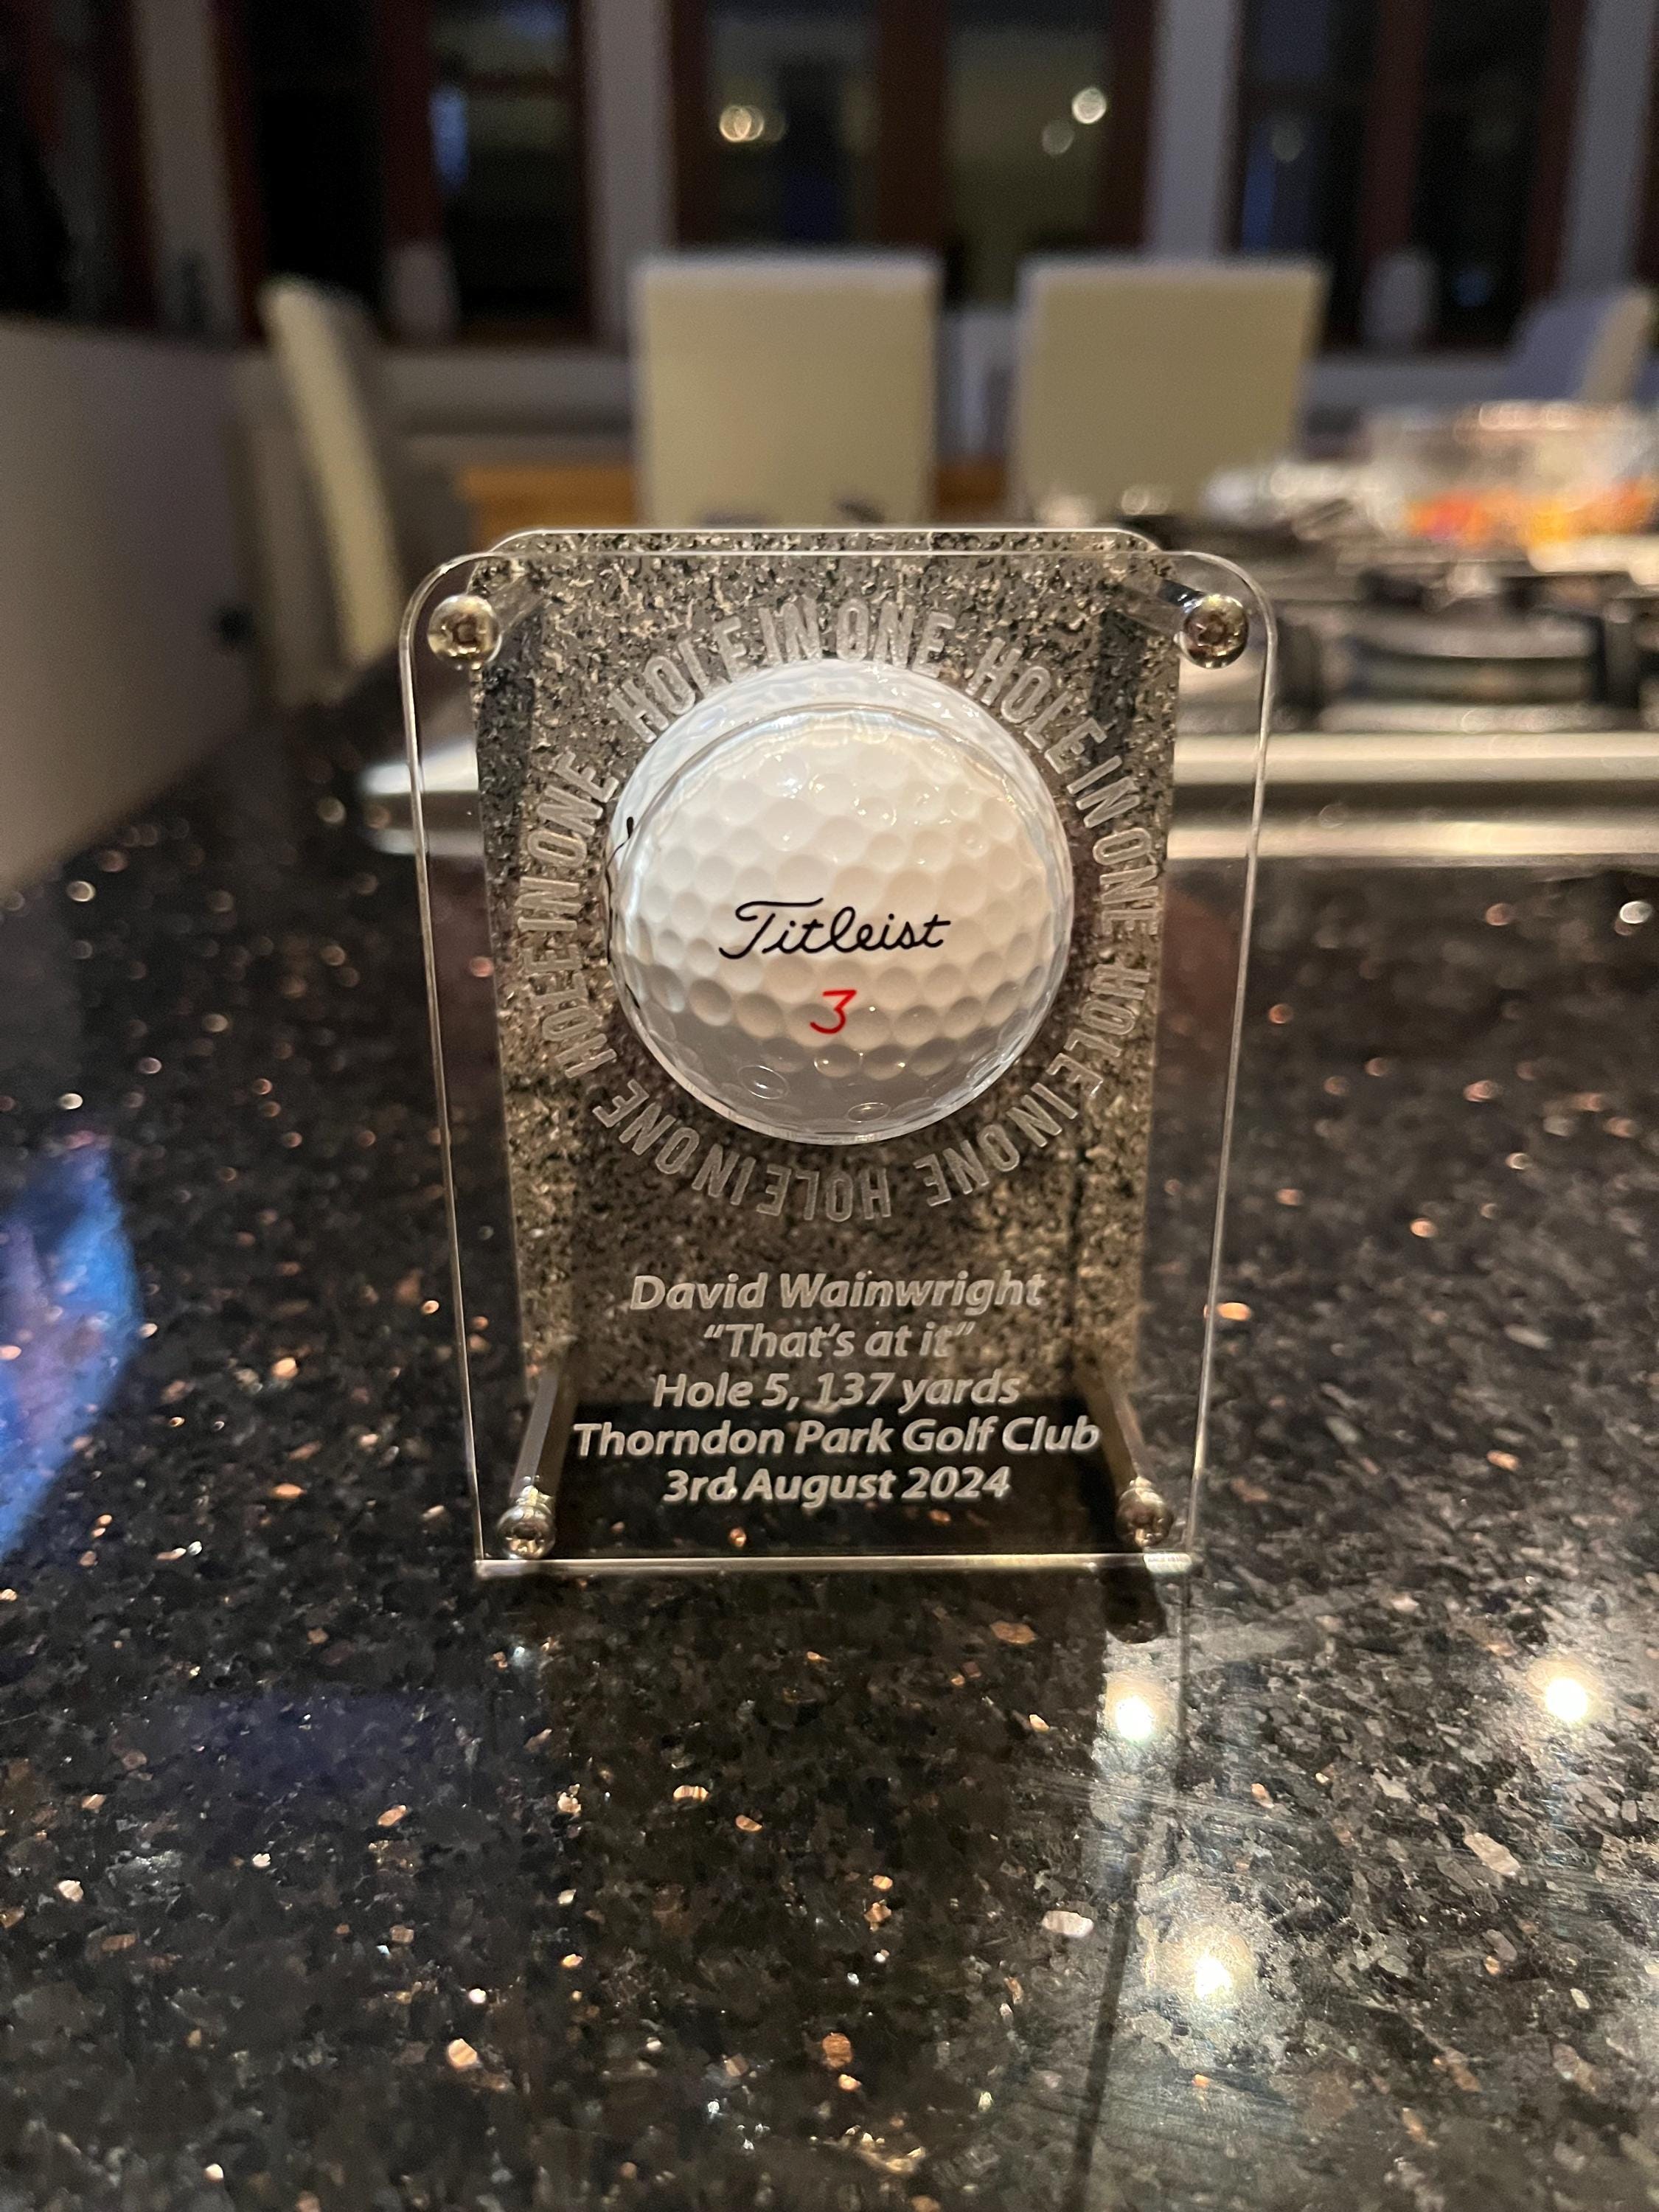 HOLE IN ONE HOLE IN ONE HOLE IN ONE HOLE IN ONE HOLE IN ONE
Titleist
3
David Wainwright
“That’s at it”
Hole 5, 137 yards
Thorndon Park Golf Club
3rd August 2024